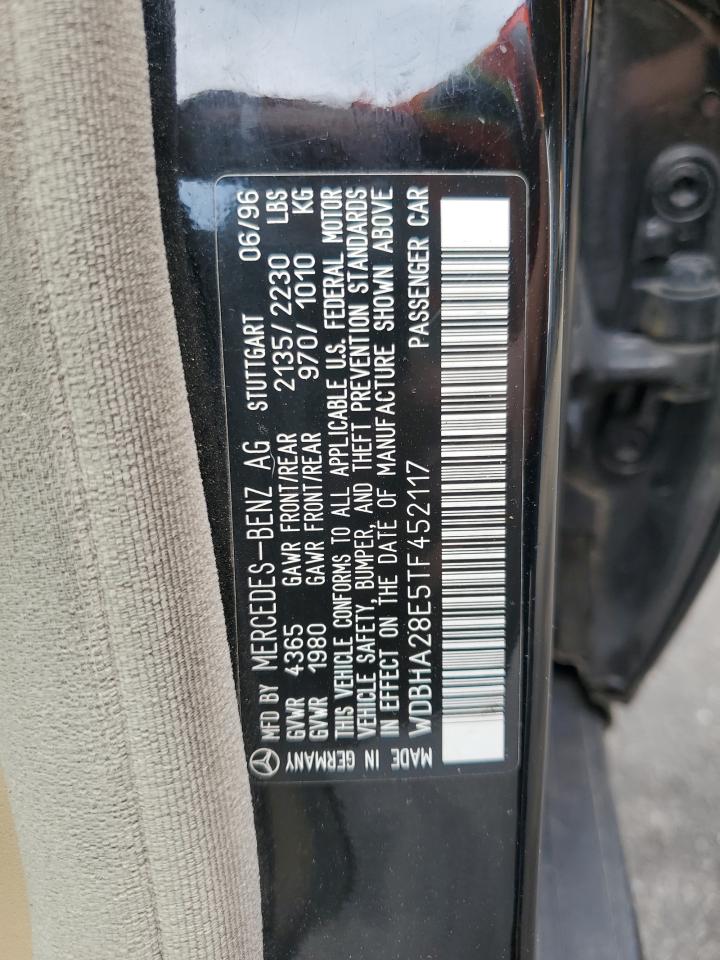 MFD BY MERCEDES-BENZ AG STUTTGART 06/96
GVWR 4365 GAWR FRONT/REAR 2135/2230 LBS
GVWR 1980 GAWR FRONT/REAR 970/1010 KG
THIS VEHICLE CONFORMS TO ALL APPLICABLE U.S. FEDERAL MOTOR
VEHICLE SAFETY, BUMPER, AND THEFT PREVENTION STANDARDS
IN EFFECT ON THE DATE OF MANUFACTURE SHOWN ABOVE
WDBHA28E5TF452117 PASSENGER CAR
MADE IN GERMANY